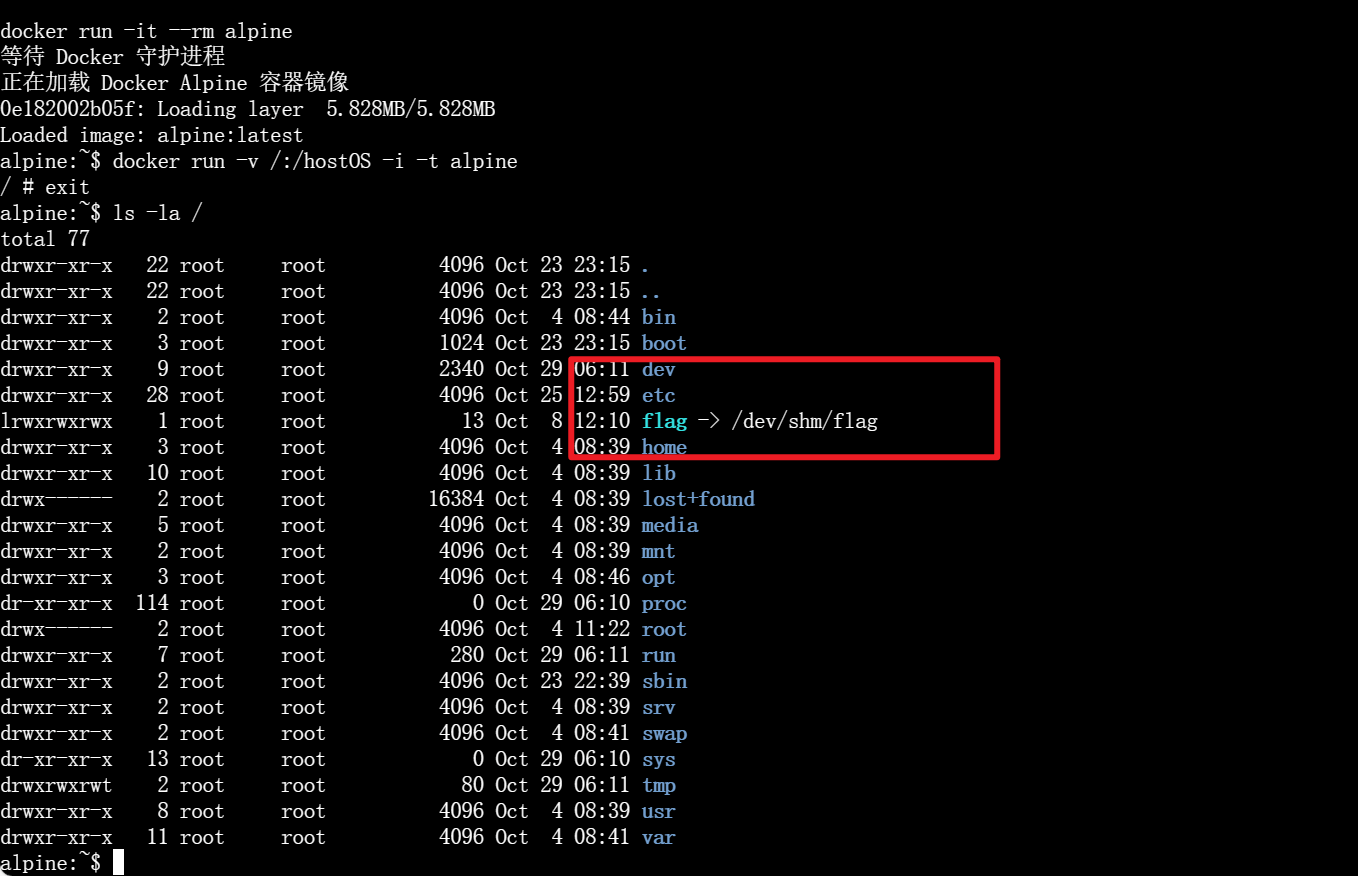 docker run -it --rm alpine
等待 Docker 守护进程
正在加载 Docker Alpine 容器镜像
0e182002b05f: Loading layer  5.828MB/5.828MB
Loaded image: alpine:latest
alpine:~$ docker run -v /:/hostOS -i -t alpine
/ # exit
alpine:~$ ls -la /
total 77
drwxr-xr-x   22 root     root          4096 Oct 23 23:15 .
drwxr-xr-x   22 root     root          4096 Oct 23 23:15 ..
drwxr-xr-x    2 root     root          4096 Oct  4 08:44 bin
drwxr-xr-x    3 root     root          1024 Oct 23 23:15 boot
drwxr-xr-x    9 root     root          2340 Oct 29 06:11 dev
drwxr-xr-x   28 root     root          4096 Oct 25 12:59 etc
lrwxrwxrwx    1 root     root            13 Oct  8 12:10 flag -> /dev/shm/flag
drwxr-xr-x    3 root     root          4096 Oct  4 08:39 home
drwxr-xr-x   10 root     root          4096 Oct  4 08:39 lib
drwx------    2 root     root         16384 Oct  4 08:39 lost+found
drwxr-xr-x    5 root     root          4096 Oct  4 08:39 media
drwxr-xr-x    2 root     root          4096 Oct  4 08:39 mnt
drwxr-xr-x    3 root     root          4096 Oct  4 08:46 opt
dr-xr-xr-x  114 root     root             0 Oct 29 06:10 proc
drwx------    2 root     root          4096 Oct  4 11:22 root
drwxr-xr-x    7 root     root           280 Oct 29 06:11 run
drwxr-xr-x    2 root     root          4096 Oct 23 22:39 sbin
drwxr-xr-x    2 root     root          4096 Oct  4 08:39 srv
drwxr-xr-x    2 root     root          4096 Oct  4 08:41 swap
dr-xr-xr-x   13 root     root             0 Oct 29 06:10 sys
drwxrwxrwt    2 root     root            80 Oct 29 06:11 tmp
drwxr-xr-x    8 root     root          4096 Oct  4 08:39 usr
drwxr-xr-x   11 root     root          4096 Oct  4 08:41 var
alpine:~$